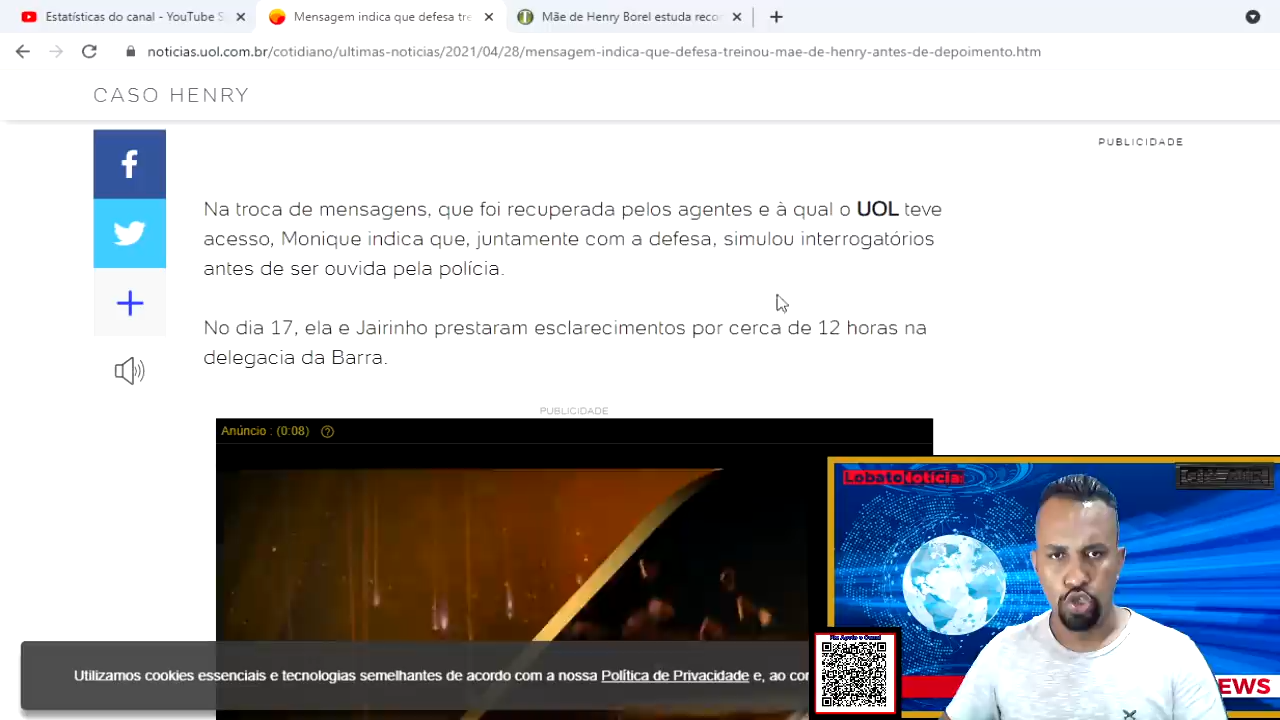 Estatísticas do canal - YouTube S
Mensagem indica que defesa tre
Mãe de Henry Borel estuda reco
noticias.uol.com.br/cotidiano/ultimas-noticias/2021/04/28/mensagem-indica-que-defesa-treinou-mae-de-henry-antes-de-depoimento.htm
CASO HENRY
PUBLICIDADE
Na troca de mensagens, que foi recuperada pelos agentes e à qual o UOL teve
acesso, Monique indica que, juntamente com a defesa, simulou interrogatórios
antes de ser ouvida pela polícia.
No dia 17, ela e Jairinho prestaram esclarecimentos por cerca de 12 horas na
delegacia da Barra.
PUBLICIDADE
Anúncio : (0:08)
LobatoNoticia
Utilizamos cookies essenciais e tecnologias semelhantes de acordo com a nossa Política de Privacidade e, ao con
Pix Apoie o Canal
EWS